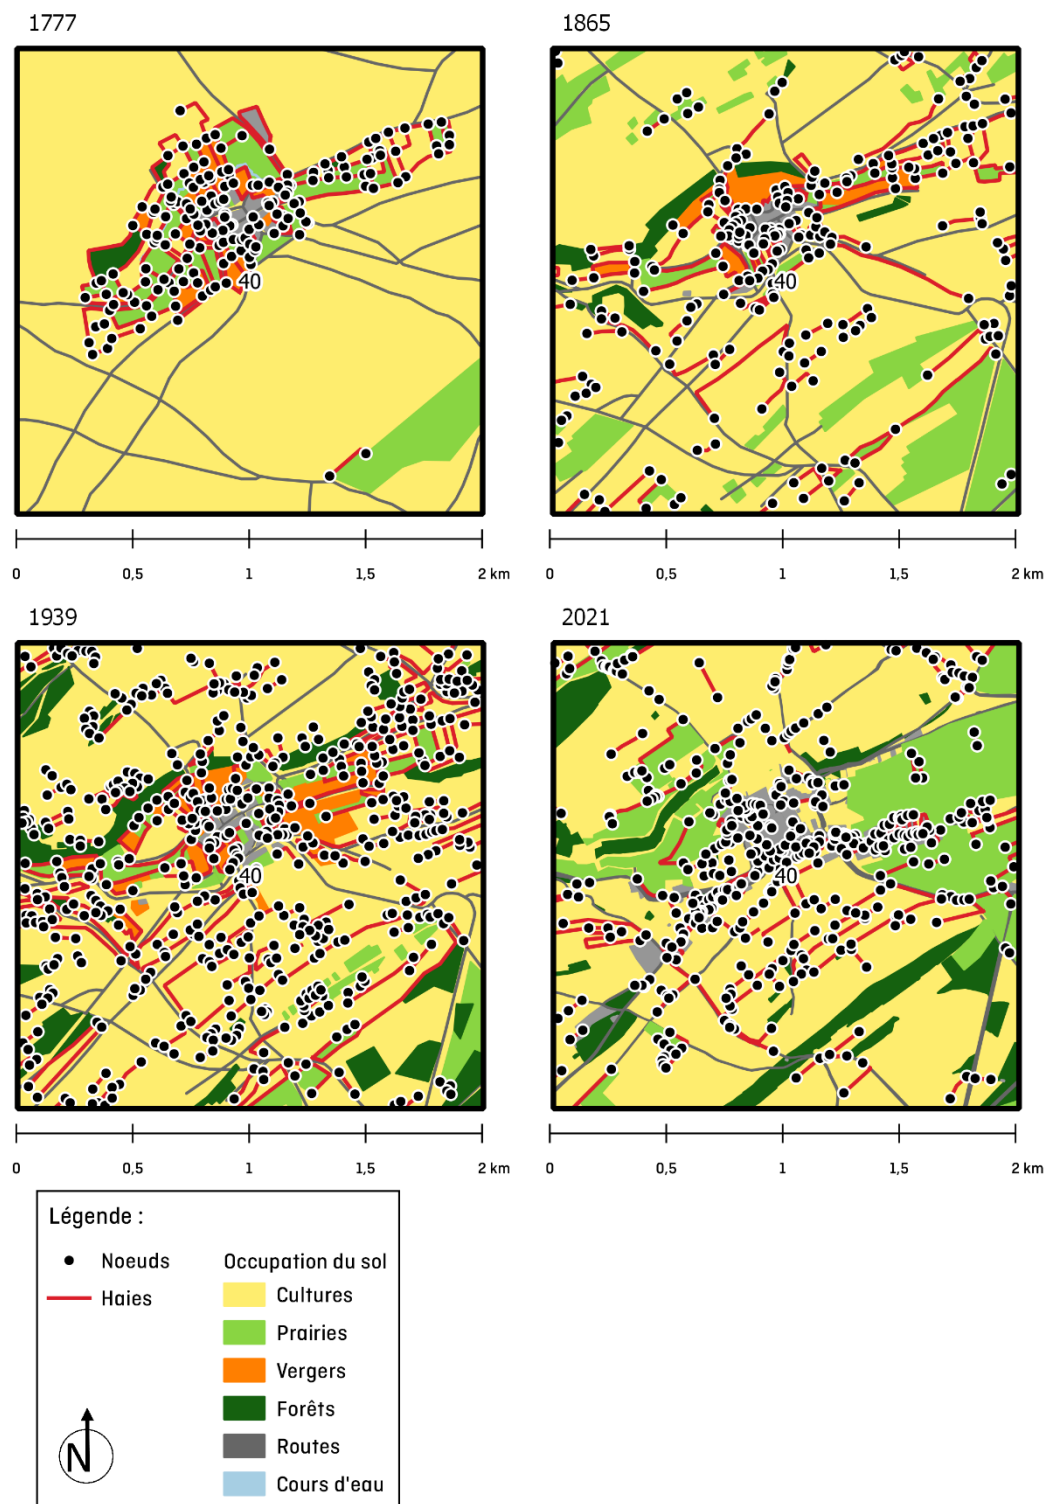 1777 1865
40 40
0 0,5 1 1,5 2 km 0 0,5 1 1,5 2 km
1939 2021
40 40
0 0,5 1 1,5 2 km 0 0,5 1 1,5 2 km
Légende :
Noeuds Occupation du sol
Haies Cultures
Prairies
Vergers
Forêts
N Routes
Cours d'eau